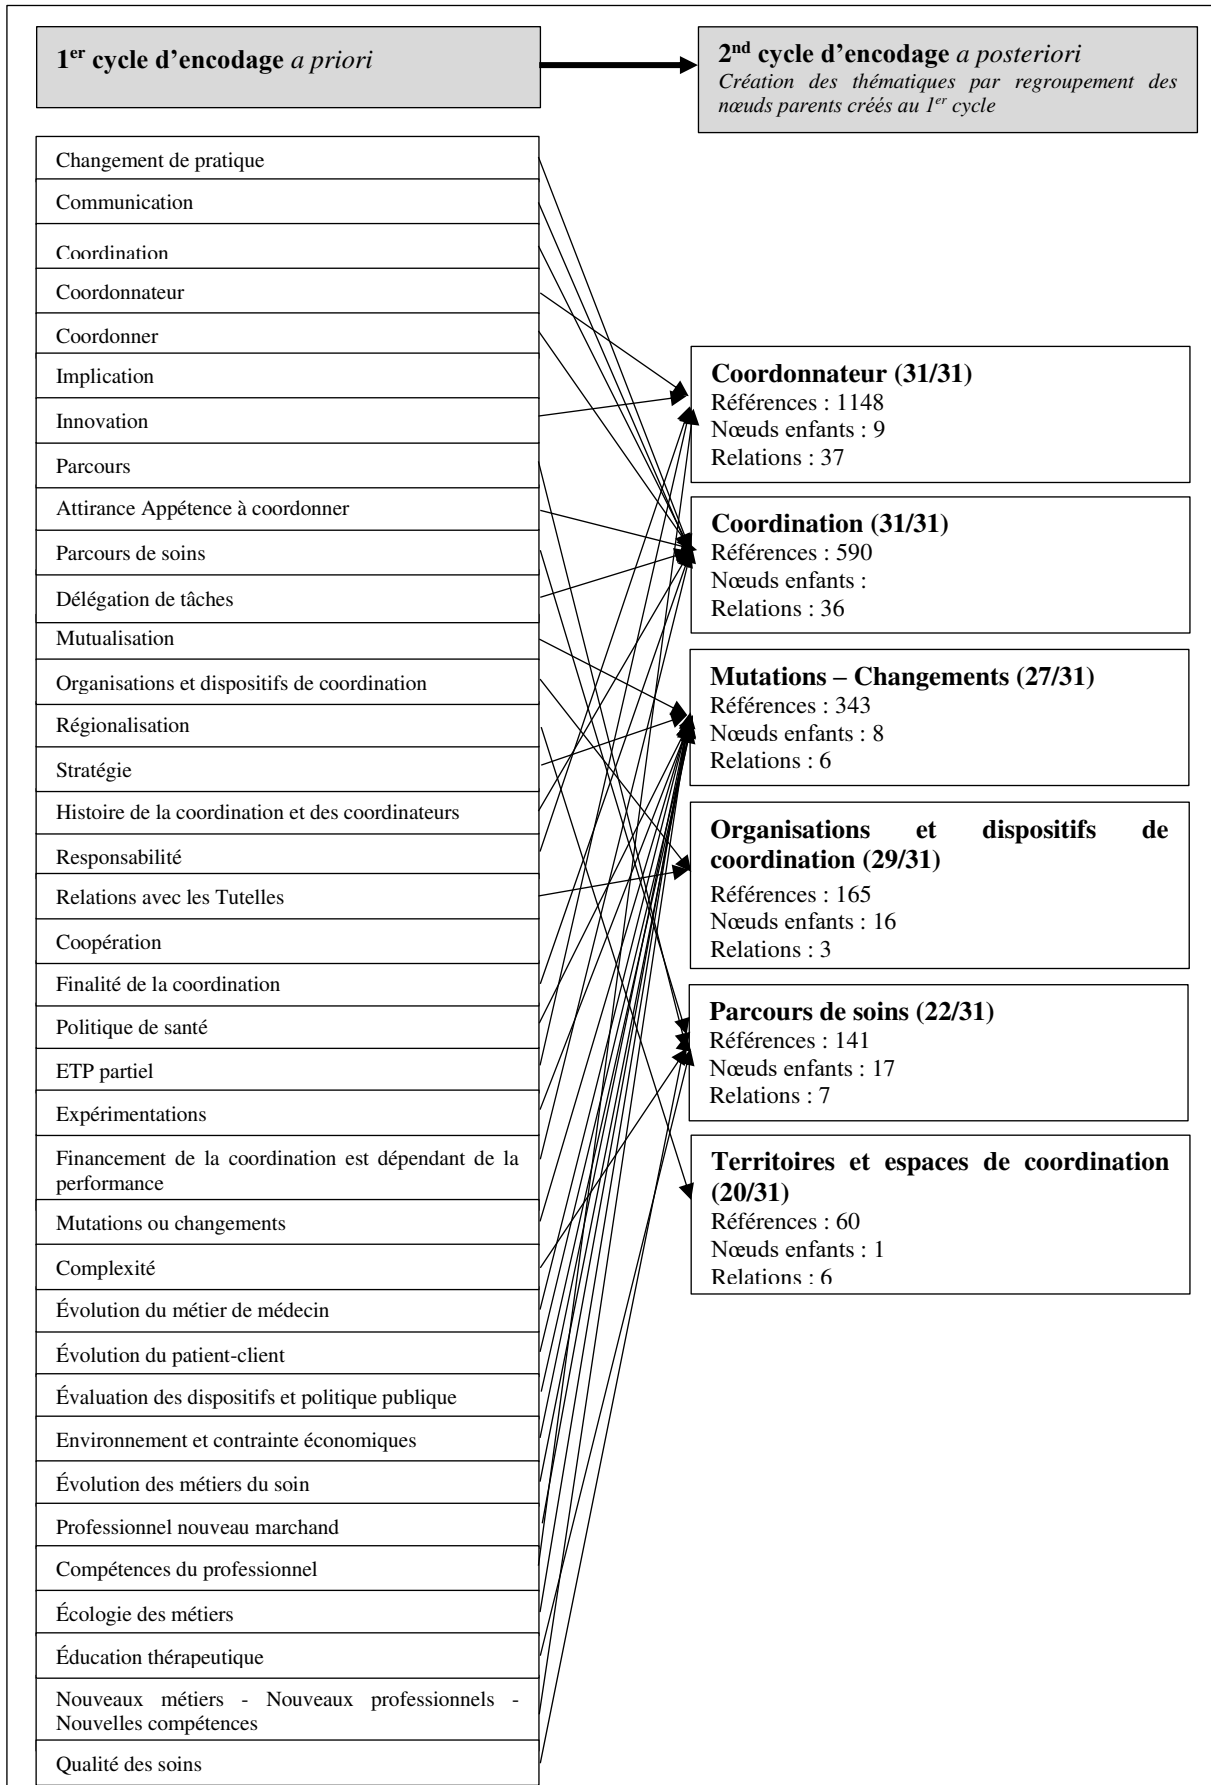 1er cycle d'encodage a priori
2nd cycle d'encodage a posteriori
Création des thématiques par regroupement des
nœuds parents créés au 1er cycle
Changement de pratique
Communication
Coordination
Coordonnateur
Coordonner
Implication
Innovation
Parcours
Attirance Appétence à coordonner
Parcours de soins
Délégation de tâches
Mutualisation
Organisations et dispositifs de coordination
Régionalisation
Stratégie
Histoire de la coordination et des coordinateurs
Responsabilité
Relations avec les Tutelles
Coopération
Finalité de la coordination
Politique de santé
ETP partiel
Expérimentations
Financement de la coordination est dépendant de la
performance
Mutations ou changements
Complexité
Évolution du métier de médecin
Évolution du patient-client
Évaluation des dispositifs et politique publique
Environnement et contrainte économiques
Évolution des métiers du soin
Professionnel nouveau marchand
Compétences du professionnel
Écologie des métiers
Éducation thérapeutique
Nouveaux métiers - Nouveaux professionnels -
Nouvelles compétences
Qualité des soins
Coordonnateur (31/31)
Références : 1148
Nœuds enfants : 9
Relations : 37
Coordination (31/31)
Références : 590
Nœuds enfants :
Relations : 36
Mutations – Changements (27/31)
Références : 343
Nœuds enfants : 8
Relations : 6
Organisations et dispositifs de
coordination (29/31)
Références : 165
Nœuds enfants : 16
Relations : 3
Parcours de soins (22/31)
Références : 141
Nœuds enfants : 17
Relations : 7
Territoires et espaces de coordination
(20/31)
Références : 60
Nœuds enfants : 1
Relations : 6